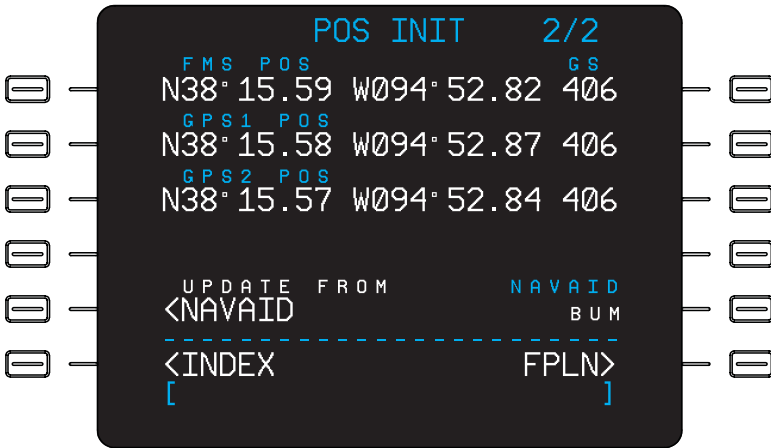 POS INIT 2/2
FMS POS GS
N38°15.59 W094°52.82 406
GPS1 POS
N38°15.58 W094°52.87 406
GPS2 POS
N38°15.57 W094°52.84 406
UPDATE FROM NAVAID
<NAVAID BUM
------------------------
<INDEX FPLN>
[ ]